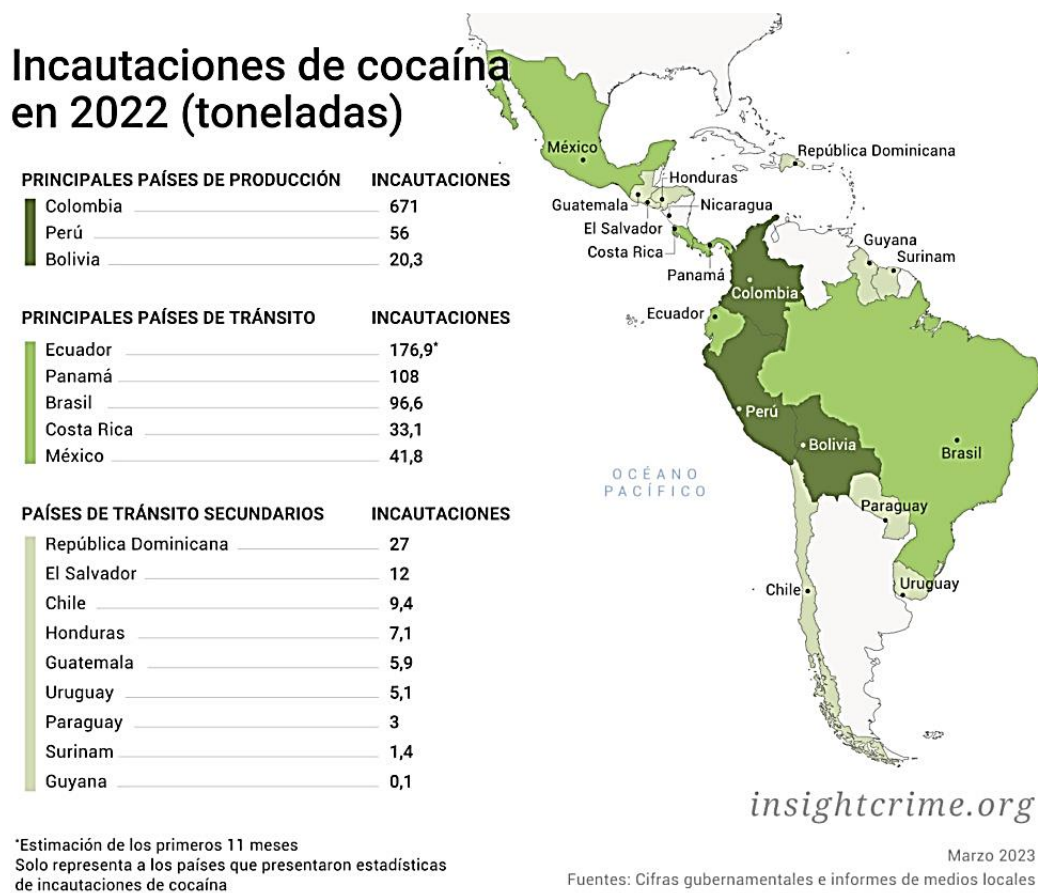 Incautaciones de cocaína
en 2022 (toneladas)
PRINCIPALES PAÍSES DE PRODUCCIÓN INCAUTACIONES
Colombia 671
Perú 56
Bolivia 20,3
PRINCIPALES PAÍSES DE TRÁNSITO INCAUTACIONES
Ecuador 176,9*
Panamá 108
Brasil 96,6
Costa Rica 33,1
México 41,8
PAÍSES DE TRÁNSITO SECUNDARIOS INCAUTACIONES
República Dominicana 27
El Salvador 12
Chile 9,4
Honduras 7,1
Guatemala 5,9
Uruguay 5,1
Paraguay 3
Surinam 1,4
Guyana 0,1
*Estimación de los primeros 11 meses
Solo representa a los países que presentaron estadísticas
de incautaciones de cocaína
México
República Dominicana
Honduras
Guatemala
Nicaragua
El Salvador
Costa Rica
Panamá
Guyana
Surinam
Colombia
Ecuador
Perú
Bolivia
Brasil
OCÉANO
PACÍFICO
Paraguay
Chile
Uruguay
insightcrime.org
Marzo 2023
Fuentes: Cifras gubernamentales e informes de medios locales